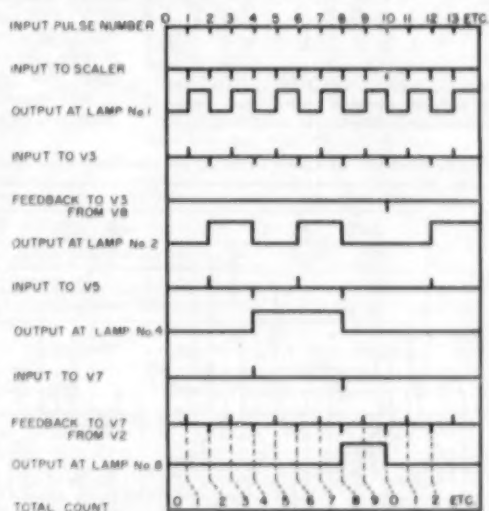 INPUT PULSE NUMBER 0 1 2 3 4 5 6 7 8 9 10 11 12 13 ETC.
INPUT TO SCALER
OUTPUT AT LAMP No.1
INPUT TO V3
FEEDBACK TO V3
FROM V8
OUTPUT AT LAMP No.2
INPUT TO V5
OUTPUT AT LAMP No.4
INPUT TO V7
FEEDBACK TO V7
FROM V2
OUTPUT AT LAMP No.8
TOTAL COUNT 0 1 2 3 4 5 6 7 8 9 0 1 2 ETC.